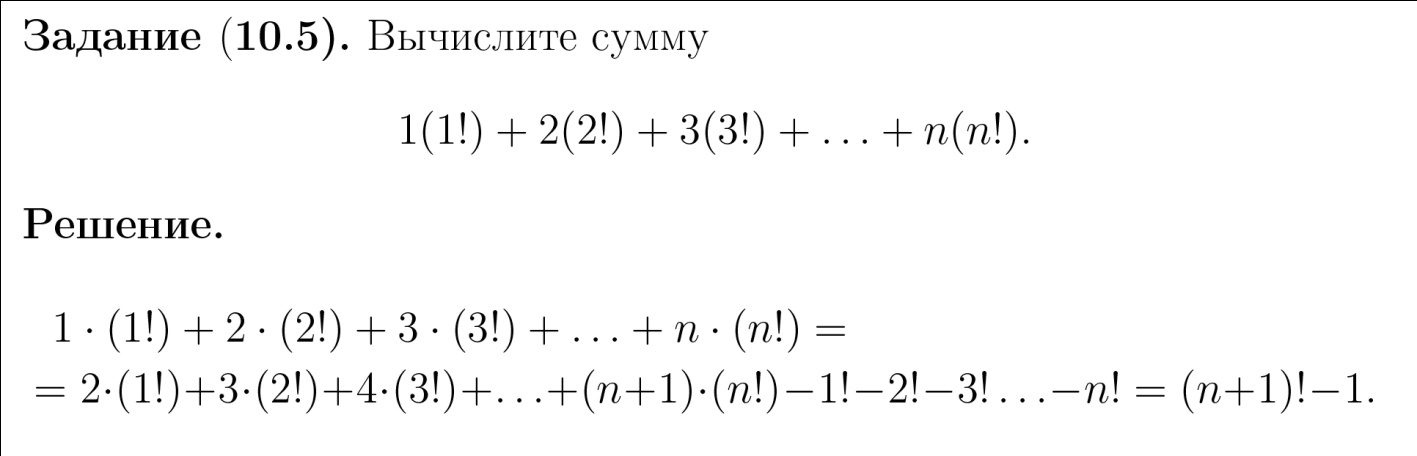 Задание (10.5). Вычислите сумму
1(1!) + 2(2!) + 3(3!) + . . . + n(n!).
Решение.
1 · (1!) + 2 · (2!) + 3 · (3!) + . . . + n · (n!) =
= 2·(1!)+3·(2!)+4·(3!)+. . .+(n+1)·(n!)−1!−2!−3! . . .−n! = (n+1)!−1.